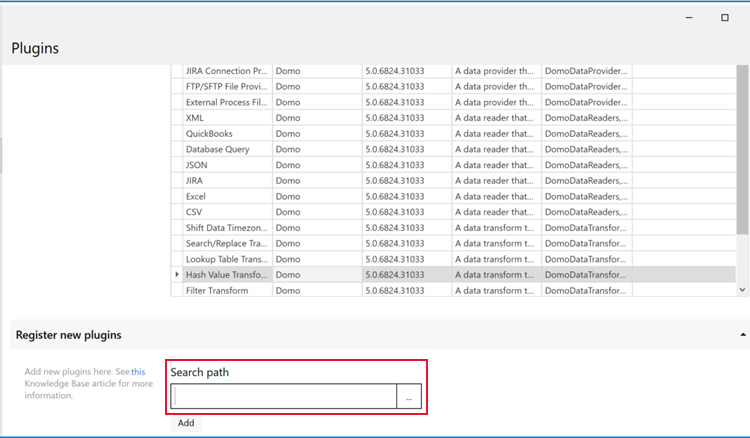 Plugins
JIRA Connection Pr... Domo 5.0.6824.31033 A data provider th... DomoDataProvider...
FTP/SFTP File Provi... Domo 5.0.6824.31033 A data provider th... DomoDataProvider...
External Process Fil... Domo 5.0.6824.31033 A data provider th... DomoDataProvider...
XML Domo 5.0.6824.31033 A data reader that... DomoDataReaders,...
QuickBooks Domo 5.0.6824.31033 A data reader that... DomoDataReaders,...
Database Query Domo 5.0.6824.31033 A data reader that... DomoDataReaders,...
JSON Domo 5.0.6824.31033 A data reader that... DomoDataReaders,...
JIRA Domo 5.0.6824.31033 A data reader that... DomoDataReaders,...
Excel Domo 5.0.6824.31033 A data reader that... DomoDataReaders,...
CSV Domo 5.0.6824.31033 A data reader that... DomoDataReaders,...
Shift Data Timezon... Domo 5.0.6824.31033 A data transform t... DomoDataTransfor...
Search/Replace Tra... Domo 5.0.6824.31033 A data transform t... DomoDataTransfor...
Lookup Table Trans... Domo 5.0.6824.31033 A data transform t... DomoDataTransfor...
Hash Value Transfo... Domo 5.0.6824.31033 A data transform t... DomoDataTransfor...
Filter Transform Domo 5.0.6824.31033 A data transform t... DomoDataTransfor...
Register new plugins
Add new plugins here. See this
Knowledge Base article for more
information.
Search path
...
Add